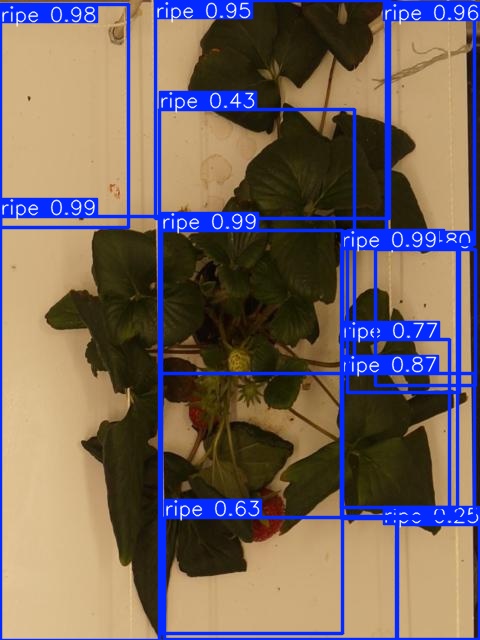 ripe 0.98
ripe 0.95
ripe 0.96
ripe 0.43
ripe 0.99
ripe 0.99
ripe 0.99
.80
ripe 0.77
ripe 0.87
ripe 0.63
ripe 0.25